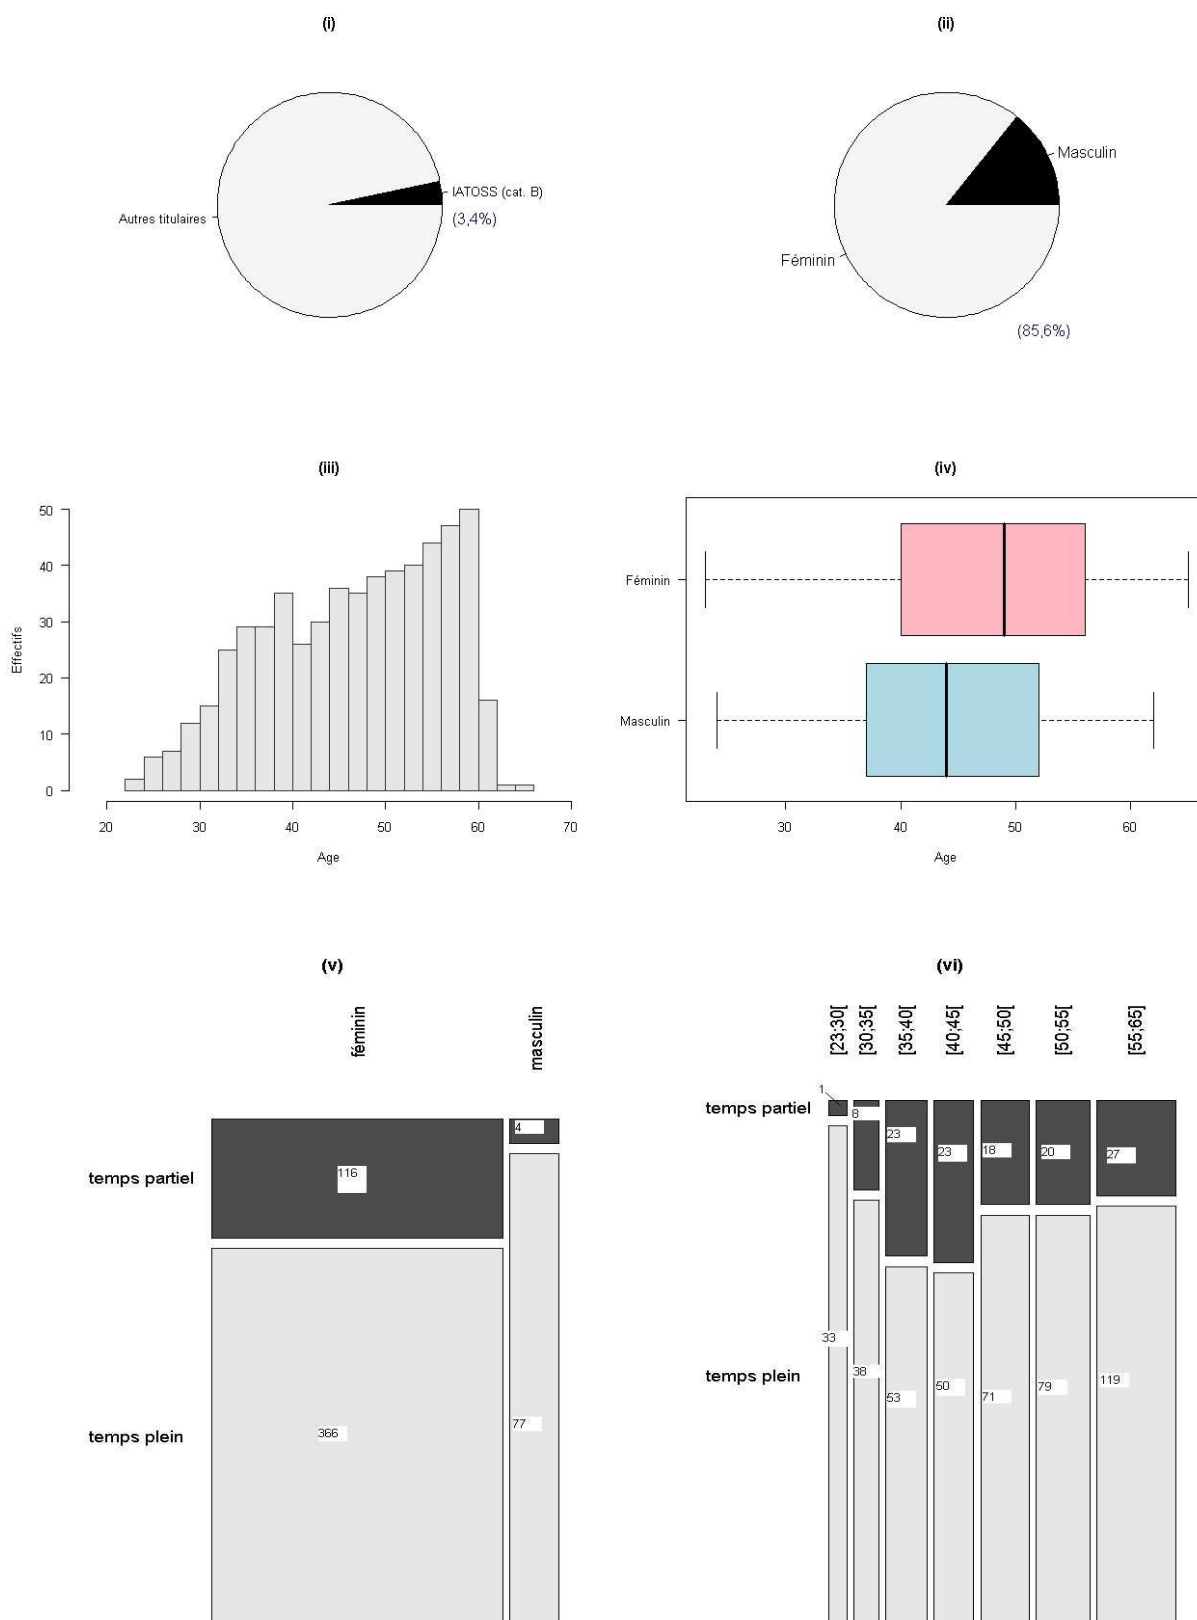 (i)
(ii)
Autres titulaires
IATOSS (cat. B)
(3,4%)
Masculin
Féminin
(85,6%)
(iii)
Effectifs
50
40
30
20
10
0
20 30 40 50 60 70
Age
(iv)
Féminin
Masculin
30 40 50 60
Age
(v)
féminin
masculin
temps partiel
116
4
temps plein
366
77
(vi)
[23;30[
[30;35[
[35;40[
[40;45[
[45;50[
[50;55[
[55;65]
temps partiel
1
8
23
23
18
20
27
temps plein
33
38
53
50
71
79
119